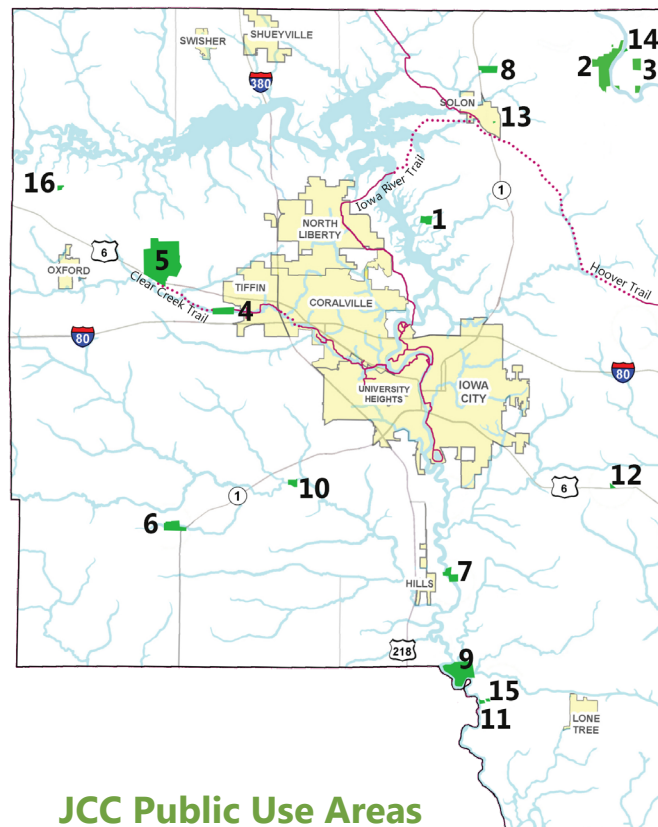 SHUEYVILLE
SWISHER
14
2
3
8
380
SOLON
13
Iowa River Trail
16
1
1
NORTH
LIBERTY
6
5
OXFORD
Clear Creek Trail
TIFFIN
CORALVILLE
4
Hoover Trail
80
80
UNIVERSITY
HEIGHTS
IOWA
CITY
10
1
6
12
6
7
HILLS
218
9
15
11
LONE
TREE
JCC Public Use Areas